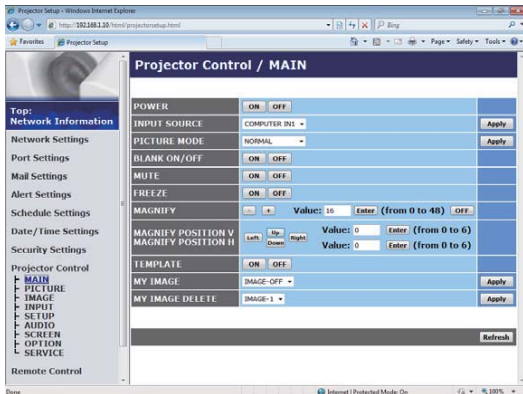 Projector Setup - Windows Internet Explorer
http://192.168.1.10/html/projectorsetup.html
Bing
Favorites Projector Setup Page Safety Tools
Projector Control / MAIN
Top:
Network Information
Network Settings
Port Settings
Mail Settings
Alert Settings
Schedule Settings
Date/Time Settings
Security Settings
Projector Control
MAIN
PICTURE
IMAGE
INPUT
SETUP
AUDIO
SCREEN
OPTION
SERVICE
Remote Control
POWER ON OFF
INPUT SOURCE COMPUTER IN1 Apply
PICTURE MODE NORMAL Apply
BLANK ON/OFF ON OFF
MUTE ON OFF
FREEZE ON OFF
MAGNIFY - + Value: 16 Enter (from 0 to 48) OFF
MAGNIFY POSITION V Left Up Right Value: 0 Enter (from 0 to 6)
MAGNIFY POSITION H Down Value: 0 Enter (from 0 to 6)
TEMPLATE ON OFF
MY IMAGE IMAGE-OFF Apply
MY IMAGE DELETE IMAGE-1 Apply
Refresh
Done Internet | Protected Mode: On 100%